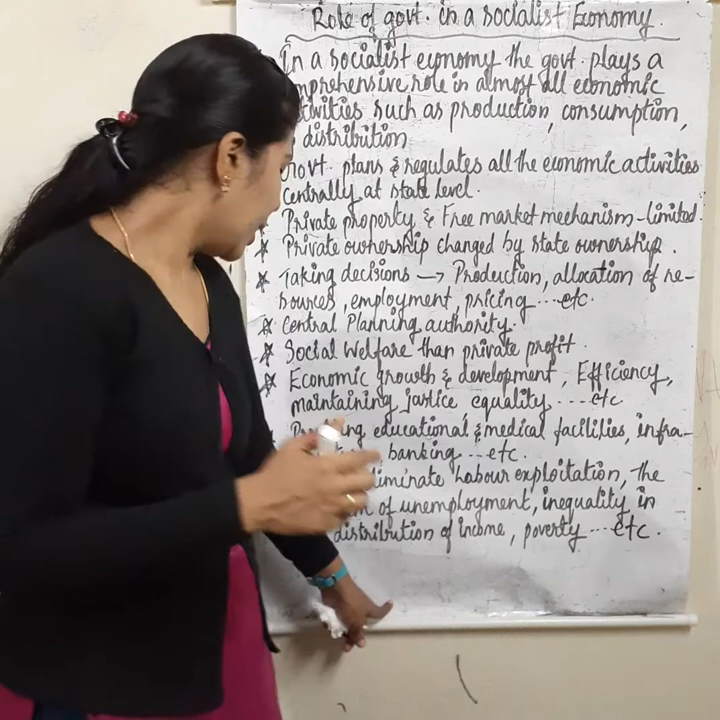 Role of govt. in a socialist Economy.
In a socialist economy the govt. plays a
mprehensive role in almost all economic
tivities such as production, consumption,
distribution
Govt. plans & regulates all the economic activities
centrally at state level.
Private property & Free market mechanism - limited.
* Private ownership changed by state ownership.
* Taking decisions → Production, allocation of re-
sources, employment, pricing ....etc.
* Central Planning authority.
* Social Welfare than private profit.
* Economic growth & development, Efficiency,
maintaining justice, equality ....etc
educational & medical facilities, infra-
banking ...etc.
liminate Labour exploitation, the
of unemployment, inequality in
distribution of income, poverty ...etc.